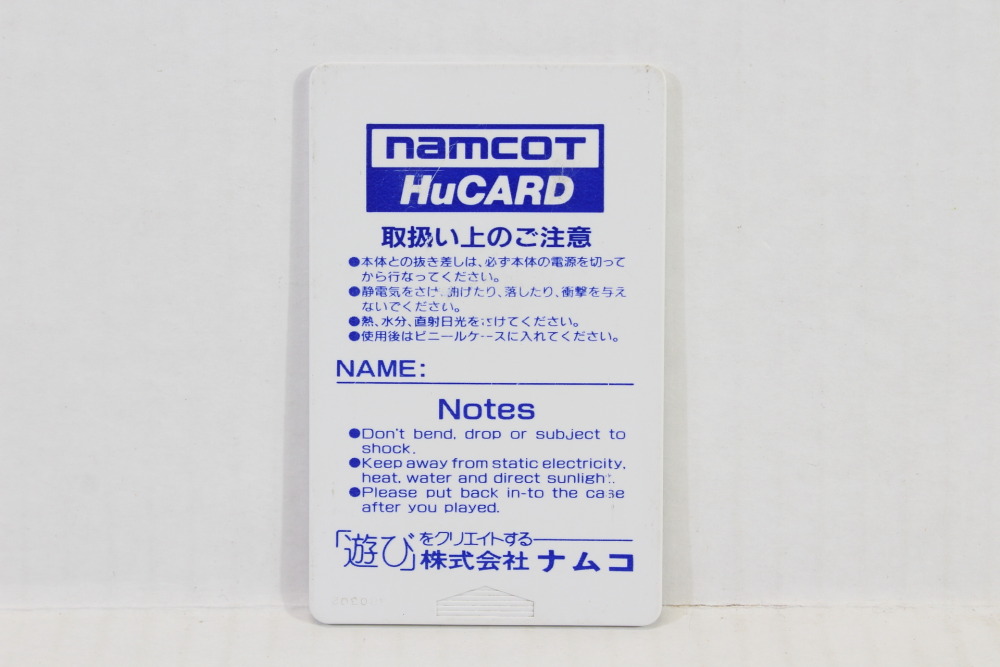 namcot
HuCARD
取扱い上のご注意
●本体との抜き差しは、必ず本体の電源を切って
から行なってください。
●静電気をさけ、曲げたり、落したり、衝撃を与え
ないでください。
●熱、水分、直射日光をさけてください。
●使用後はビニールケースに入れてください。
NAME:
Notes
●Don't bend, drop or subject to
shock.
●Keep away from static electricity,
heat, water and direct sunlight.
●Please put back in-to the case
after you played.
「遊び」をクリエイトする
株式会社 ナムコ